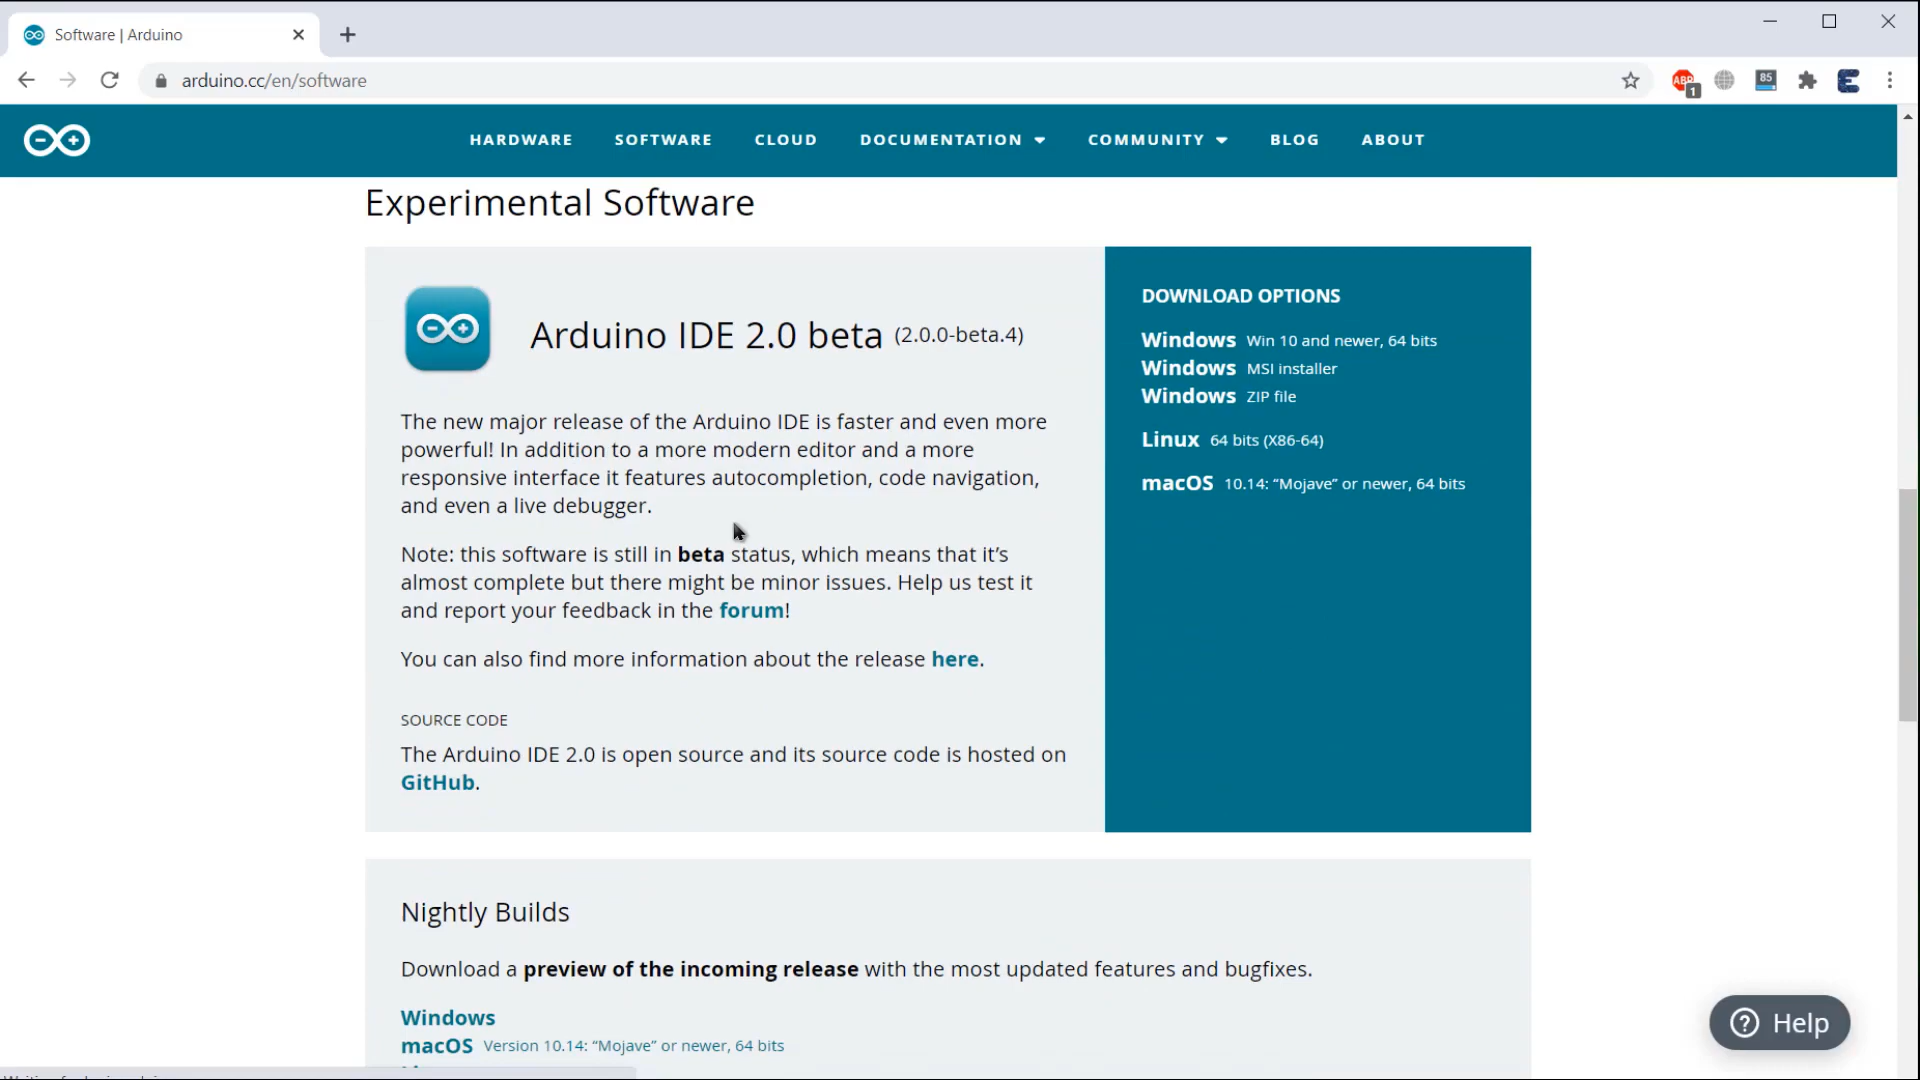 Software | Arduino
arduino.cc/en/software
ABP
1
85
HARDWARE SOFTWARE CLOUD DOCUMENTATION COMMUNITY BLOG ABOUT
Experimental Software
Arduino IDE 2.0 beta (2.0.0-beta.4)
The new major release of the Arduino IDE is faster and even more
powerful! In addition to a more modern editor and a more
responsive interface it features autocompletion, code navigation,
and even a live debugger.
Note: this software is still in beta status, which means that it’s
almost complete but there might be minor issues. Help us test it
and report your feedback in the forum!
You can also find more information about the release here.
SOURCE CODE
The Arduino IDE 2.0 is open source and its source code is hosted on
GitHub.
DOWNLOAD OPTIONS
Windows Win 10 and newer, 64 bits
Windows MSI installer
Windows ZIP file
Linux 64 bits (X86-64)
macOS 10.14: “Mojave” or newer, 64 bits
Nightly Builds
Download a preview of the incoming release with the most updated features and bugfixes.
Windows
macOS Version 10.14: “Mojave” or newer, 64 bits
Help